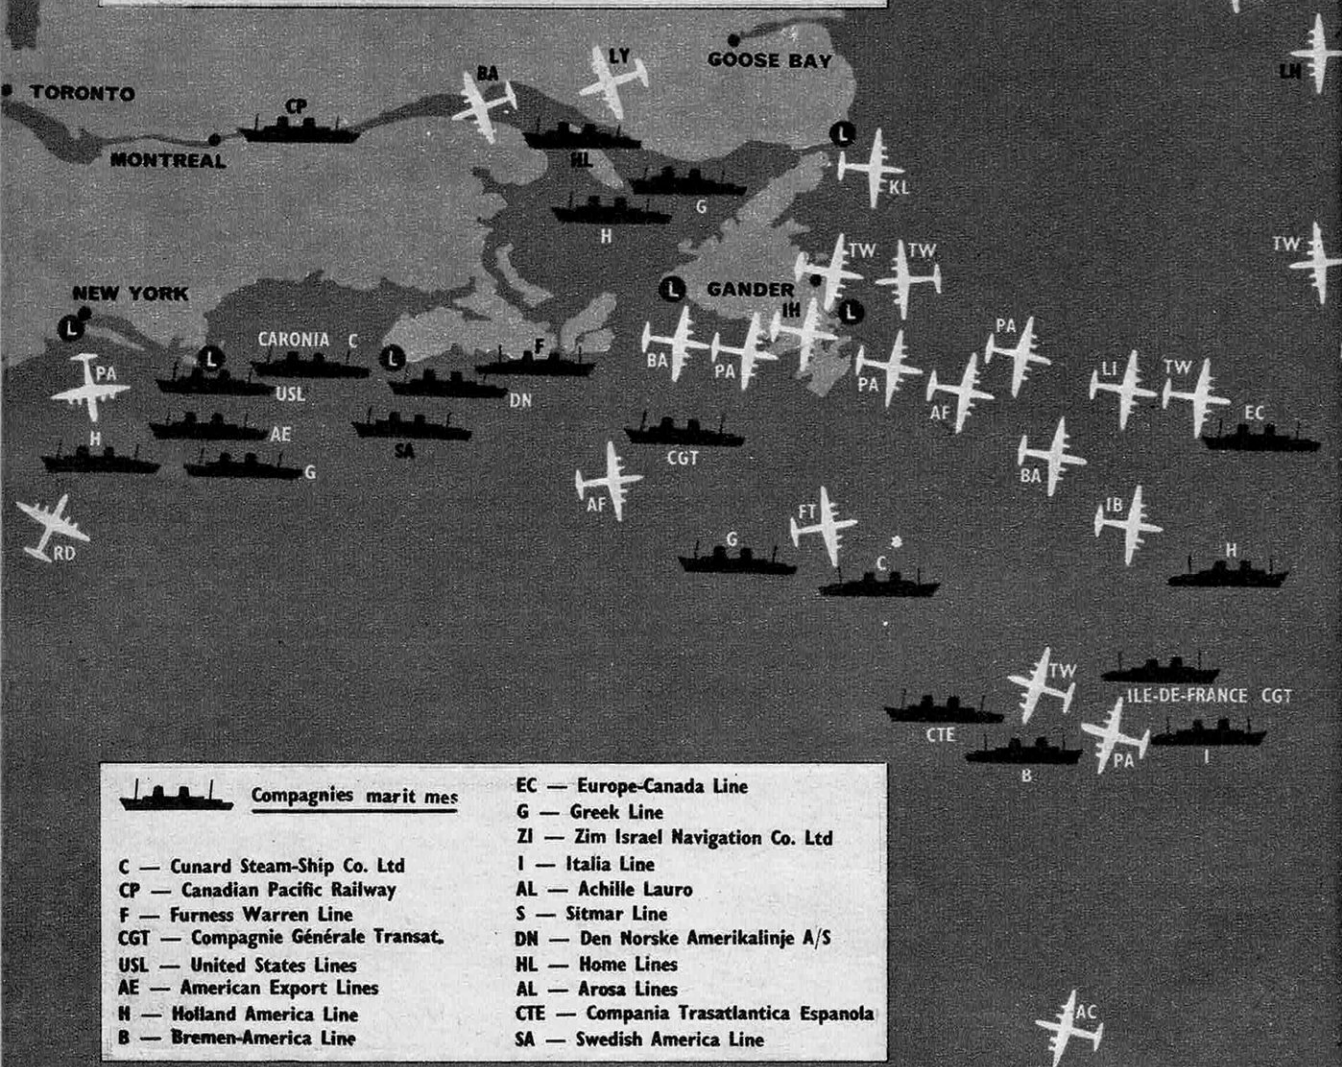 GOOSE BAY
LH
LY
BA
TORONTO
CP
MONTREAL
HL
L
KL
G
H
TW
TW
TW
NEW YORK
L
GANDER
IH
L
L
CARONIA C
L
L
F
BA
PA
PA
PA
LI
TW
PA
USL
DN
AF
EC
H
AE
SA
CGT
BA
G
AF
FT
IB
RD
G
C
H
TW
ILE-DE-FRANCE CGT
CTE
PA
I
B
Compagnies marit mes
C — Cunard Steam-Ship Co. Ltd
CP — Canadian Pacific Railway
F — Furness Warren Line
CGT — Compagnie Générale Transat.
USL — United States Lines
AE — American Export Lines
H — Holland America Line
B — Bremen-America Line
EC — Europe-Canada Line
G — Greek Line
ZI — Zim Israel Navigation Co. Ltd
I — Italia Line
AL — Achille Lauro
S — Sitmar Line
DN — Den Norske Amerikalinje A/S
HL — Home Lines
AL — Arosa Lines
CTE — Compania Trasatlantica Espanola
SA — Swedish America Line
AC